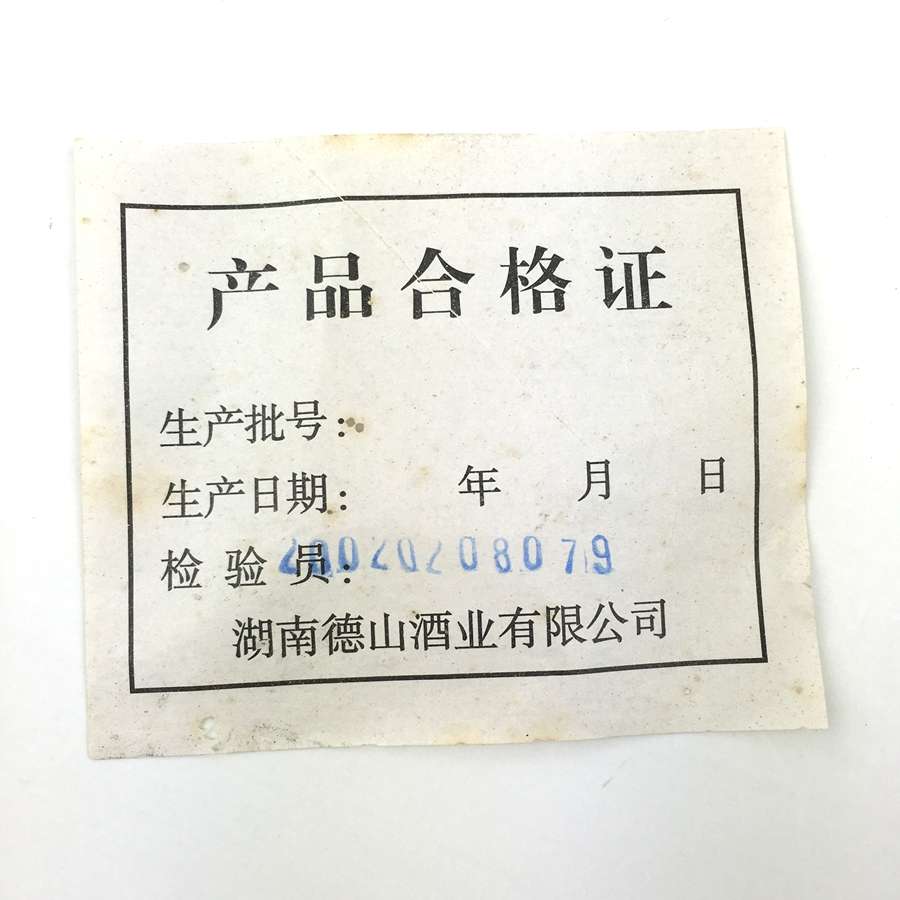 产品合格证
生产批号:
生产日期: 年 月 日
检验员: 20020208079
湖南德山酒业有限公司